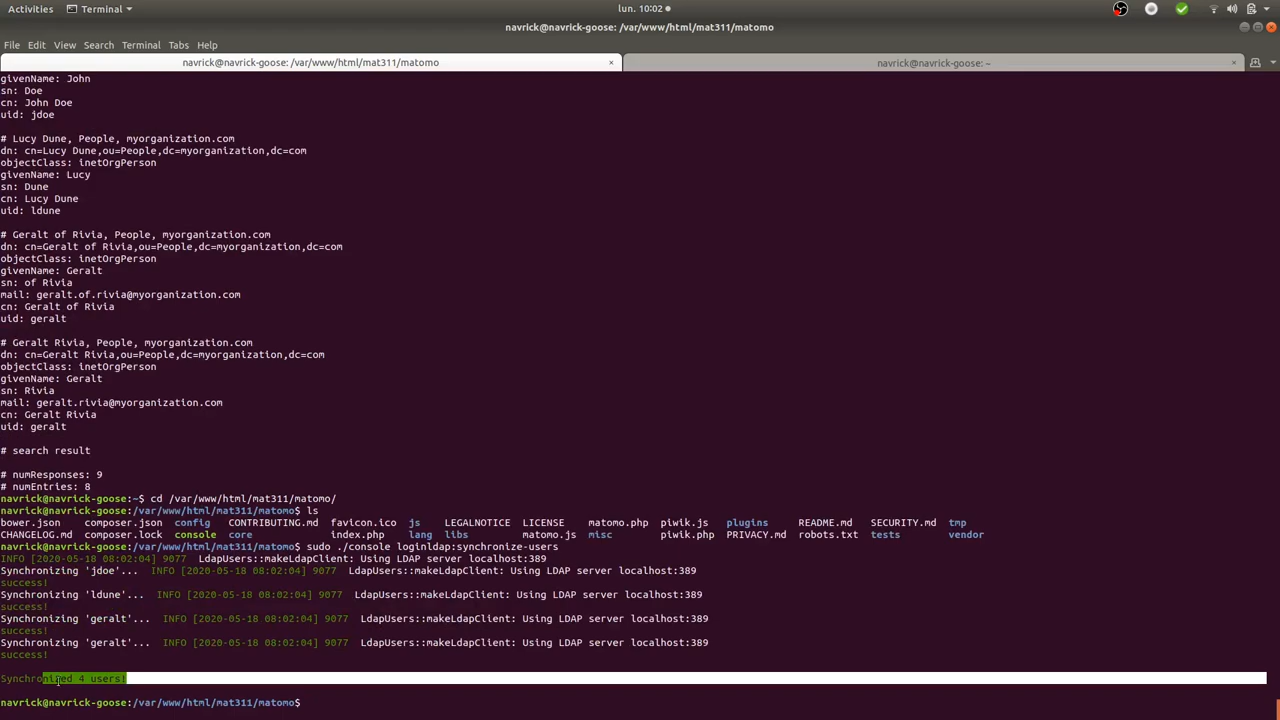 Activities
Terminal
lun. 10:02
navrick@navrick-goose: /var/www/html/mat311/matomo
File Edit View Search Terminal Tabs Help
navrick@navrick-goose: /var/www/html/mat311/matomo ×
navrick@navrick-goose: ~ ×
givenName: John
sn: Doe
cn: John Doe
uid: jdoe
# Lucy Dune, People, myorganization.com
dn: cn=Lucy Dune,ou=People,dc=myorganization,dc=com
objectClass: inetOrgPerson
givenName: Lucy
sn: Dune
cn: Lucy Dune
uid: ldune
# Geralt of Rivia, People, myorganization.com
dn: cn=Geralt of Rivia,ou=People,dc=myorganization,dc=com
objectClass: inetOrgPerson
givenName: Geralt
sn: of Rivia
mail: geralt.of.rivia@myorganization.com
cn: Geralt of Rivia
uid: geralt
# Geralt Rivia, People, myorganization.com
dn: cn=Geralt Rivia,ou=People,dc=myorganization,dc=com
objectClass: inetOrgPerson
givenName: Geralt
sn: Rivia
mail: geralt.rivia@myorganization.com
cn: Geralt Rivia
uid: geralt
# search result
# numResponses: 9
# numEntries: 8
navrick@navrick-goose:~$ cd /var/www/html/mat311/matomo/
navrick@navrick-goose:/var/www/html/mat311/matomo$ ls
bower.json composer.json config CONTRIBUTING.md favicon.ico js LEGALNOTICE LICENSE matomo.php piwik.js plugins README.md SECURITY.md tmp
CHANGELOG.md composer.lock console core index.php lang libs matomo.js misc piwik.php PRIVACY.md robots.txt tests vendor
navrick@navrick-goose:/var/www/html/mat311/matomo$ sudo ./console loginldap:synchronize-users
INFO [2020-05-18 08:02:04] 9077 LdapUsers::makeLdapClient: Using LDAP server localhost:389
Synchronizing 'jdoe'... INFO [2020-05-18 08:02:04] 9077 LdapUsers::makeLdapClient: Using LDAP server localhost:389
success!
Synchronizing 'ldune'... INFO [2020-05-18 08:02:04] 9077 LdapUsers::makeLdapClient: Using LDAP server localhost:389
success!
Synchronizing 'geralt'... INFO [2020-05-18 08:02:04] 9077 LdapUsers::makeLdapClient: Using LDAP server localhost:389
success!
Synchronizing 'geralt'... INFO [2020-05-18 08:02:04] 9077 LdapUsers::makeLdapClient: Using LDAP server localhost:389
success!
Synchronized 4 users!
navrick@navrick-goose:/var/www/html/mat311/matomo$